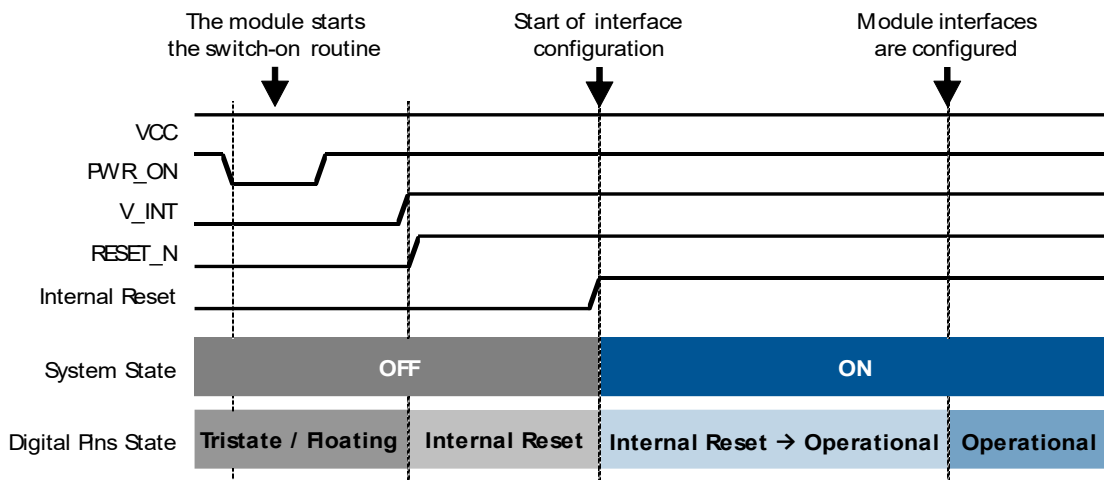 The module starts
the switch-on routine
Start of interface
configuration
Module interfaces
are configured
VCC
PWR_ON
V_INT
RESET_N
Internal Reset
System State
OFF
ON
Digital Pins State
Tristate / Floating
Internal Reset
Internal Reset → Operational
Operational